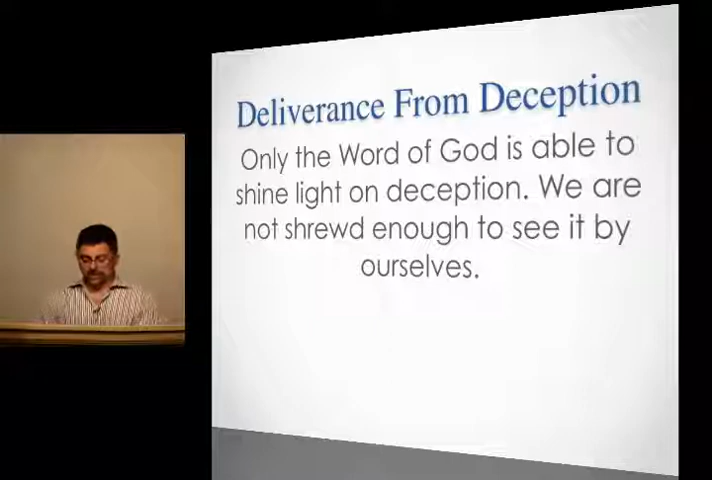 Deliverance From Deception
Only the Word of God is able to
shine light on deception. We are
not shrewd enough to see it by
ourselves.